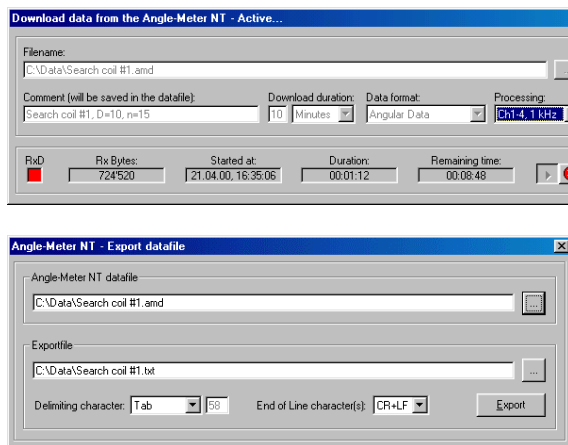 Download data from the Angle-Meter NT - Active...
Filename:
C:\Data\Search coil #1.amd
...
Comment (will be saved in the datafile): Download duration: Data format: Processing:
Search coil #1, D=10, n=15 10 Minutes Angular Data Ch1-4, 1 kHz
RxD Rx Bytes: Started at: Duration: Remaining time:
724'520 21.04.00, 16:35:06 00:01:12 00:08:48
Angle-Meter NT - Export datafile
Angle-Meter NT datafile
C:\Data\Search coil #1.amd ...
Exportfile
C:\Data\Search coil #1.txt ...
Delimiting character: Tab 58 End of Line character(s): CR+LF Export